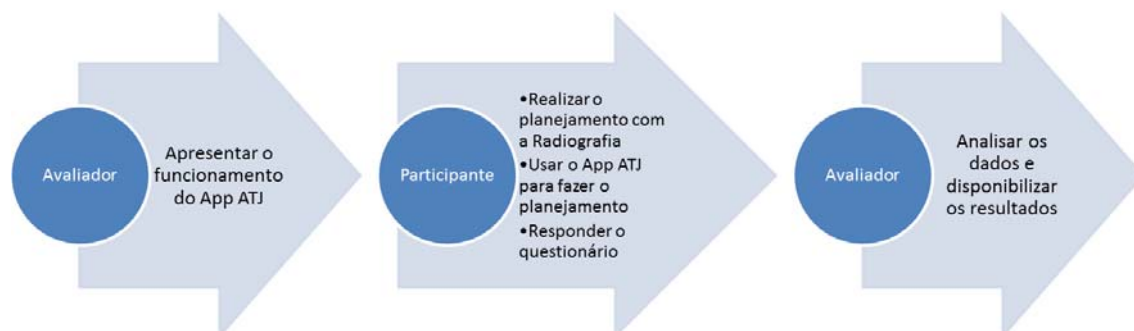 Avaliador
Apresentar o
funcionamento
do App ATJ
Participante
•Realizar o
planejamento com
a Radiografia
•Usar o App ATJ
para fazer o
planejamento
•Responder o
questionário
Avaliador
Analisar os
dados e
disponibilizar
os resultados